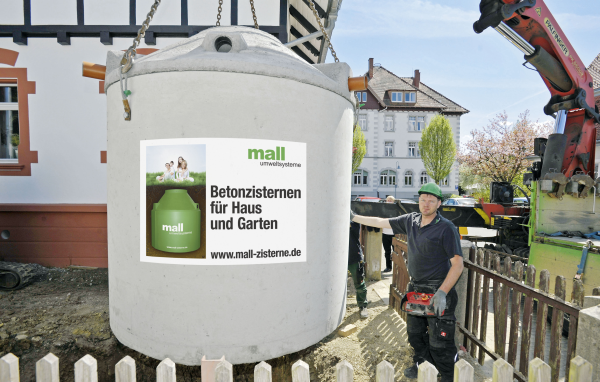 mall
umweltsysteme
Betonzisternen
für Haus
und Garten
mall
www.mall-zisterne.de